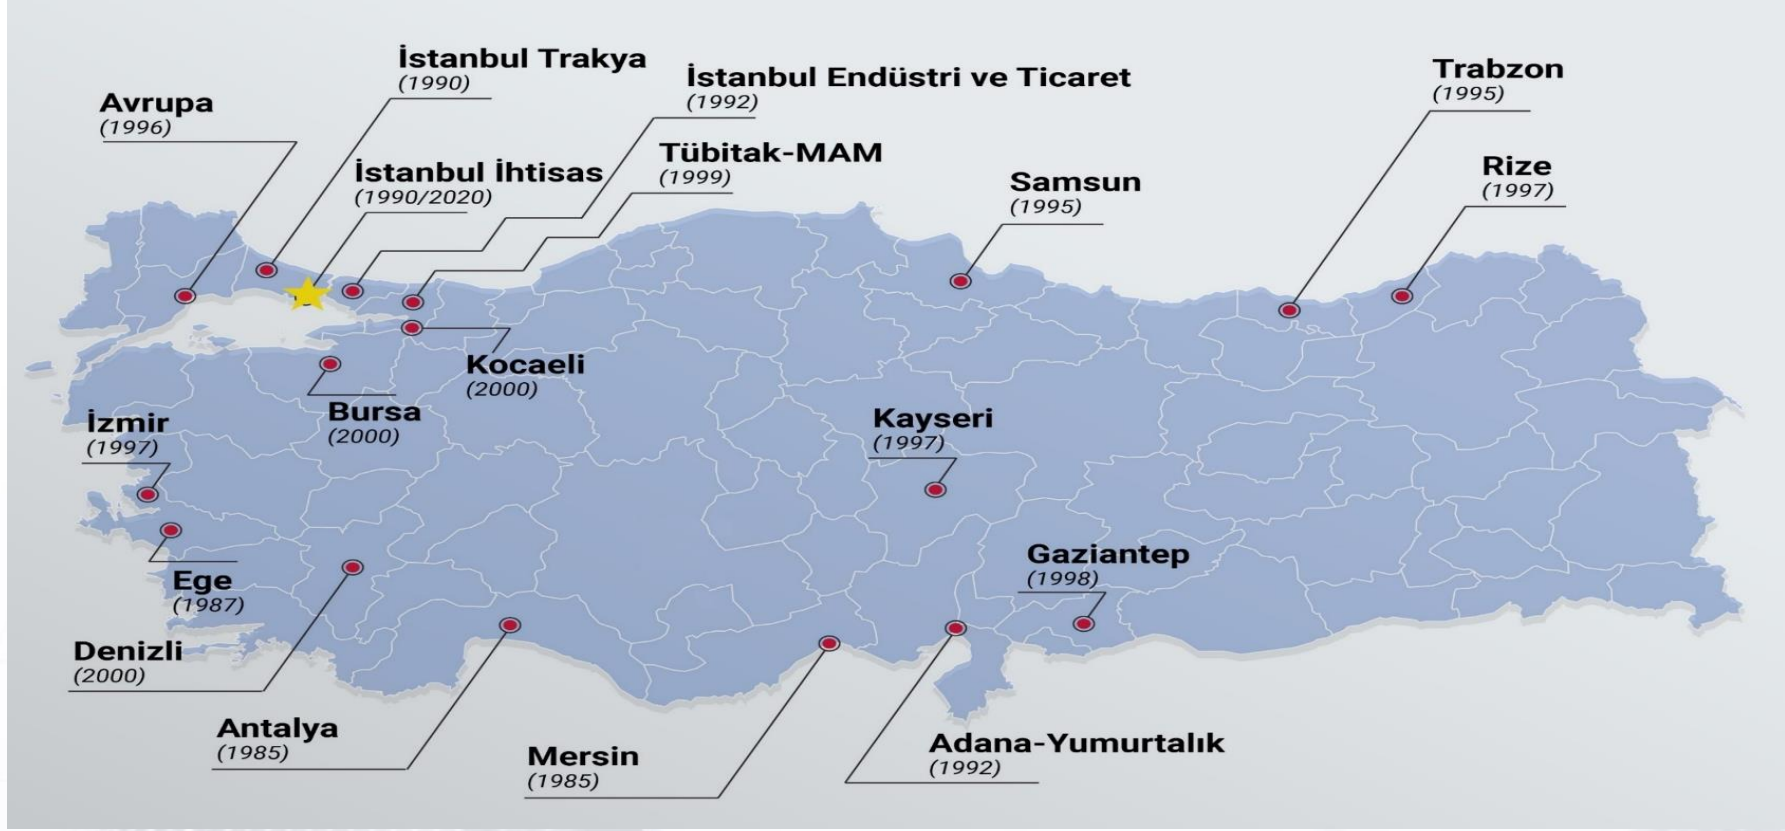 İstanbul Trakya
(1990)
İstanbul Endüstri ve Ticaret
(1992)
Trabzon
(1995)
Avrupa
(1996)
İstanbul İhtisas
(1990/2020)
Tübitak-MAM
(1999)
Samsun
(1995)
Rize
(1997)
Kocaeli
(2000)
Bursa
(2000)
İzmir
(1997)
Kayseri
(1997)
Ege
(1987)
Gaziantep
(1998)
Denizli
(2000)
Antalya
(1985)
Mersin
(1985)
Adana-Yumurtalık
(1992)